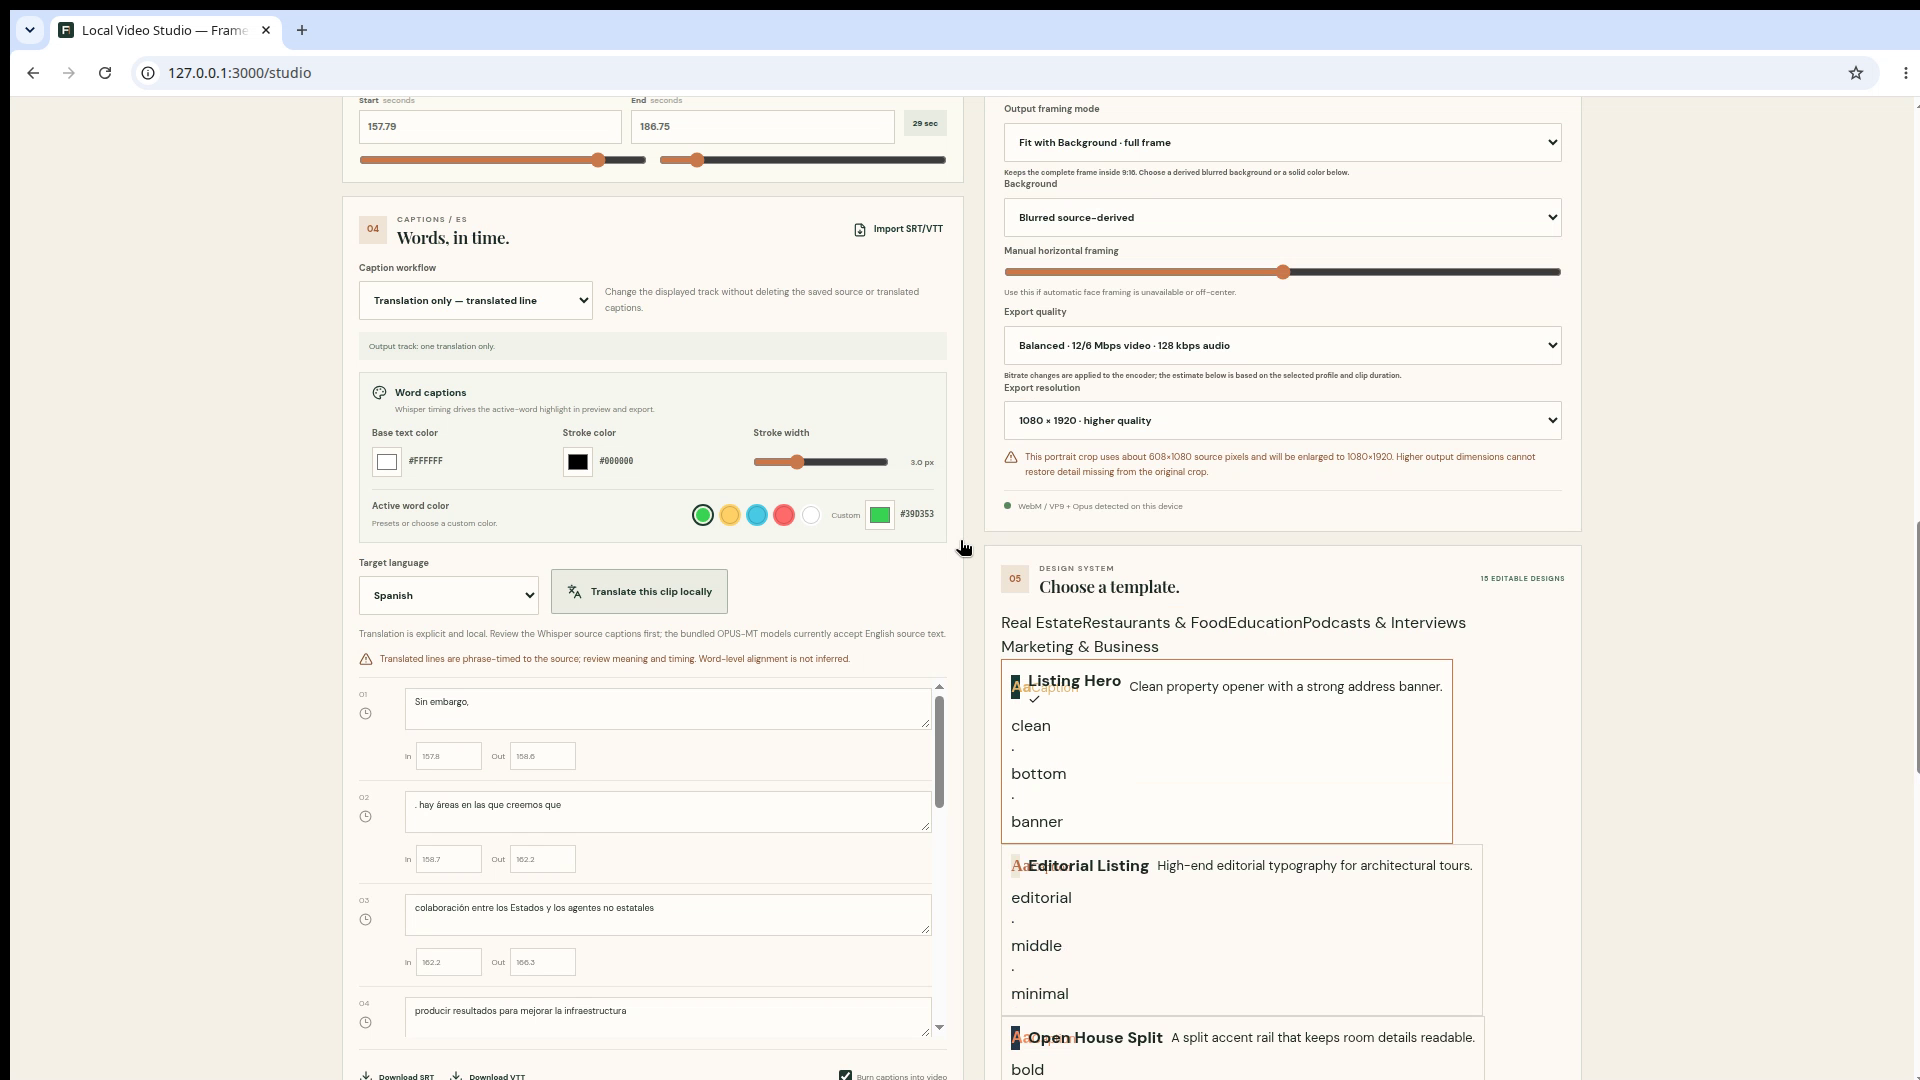 Local Video Studio — Frame
127.0.0.1:3000/studio
Start seconds
End seconds
157.79
186.75
29 sec
04
CAPTIONS / ES
Words, in time.
Import SRT/VTT
Caption workflow
Translation only — translated line
Change the displayed track without deleting the saved source or translated
captions.
Output track: one translation only.
Word captions
Whisper timing drives the active-word highlight in preview and export.
Base text color
Stroke color
Stroke width
#FFFFFF
#000000
3.0 px
Active word color
Presets or choose a custom color.
Custom
#39D353
Target language
Spanish
Translate this clip locally
Translation is explicit and local. Review the Whisper source captions first; the bundled OPUS-MT models currently accept English source text.
Translated lines are phrase-timed to the source; review meaning and timing. Word-level alignment is not inferred.
01
Sin embargo,
In 157.8 Out 158.6
02
. hay áreas en las que creemos que
In 158.7 Out 162.2
03
colaboración entre los Estados y los agentes no estatales
In 162.2 Out 166.3
04
producir resultados para mejorar la infraestructura
Download SRT
Download VTT
Burn captions into video
Output framing mode
Fit with Background · full frame
Keeps the complete frame inside 9:16. Choose a derived blurred background or a solid color below.
Background
Blurred source-derived
Manual horizontal framing
Use this if automatic face framing is unavailable or off-center.
Export quality
Balanced · 12/6 Mbps video · 128 kbps audio
Bitrate changes are applied to the encoder; the estimate below is based on the selected profile and clip duration.
Export resolution
1080 × 1920 · higher quality
This portrait crop uses about 608×1080 source pixels and will be enlarged to 1080×1920. Higher output dimensions cannot
restore detail missing from the original crop.
WebM / VP9 + Opus detected on this device
05
DESIGN SYSTEM
Choose a template.
15 EDITABLE DESIGNS
Real EstateRestaurants & FoodEducationPodcasts & Interviews
Marketing & Business
Aa Caption
Listing Hero Clean property opener with a strong address banner.
clean
·
bottom
·
banner
Aa
Editorial Listing High-end editorial typography for architectural tours.
editorial
·
middle
·
minimal
Aa
Open House Split A split accent rail that keeps room details readable.
bold